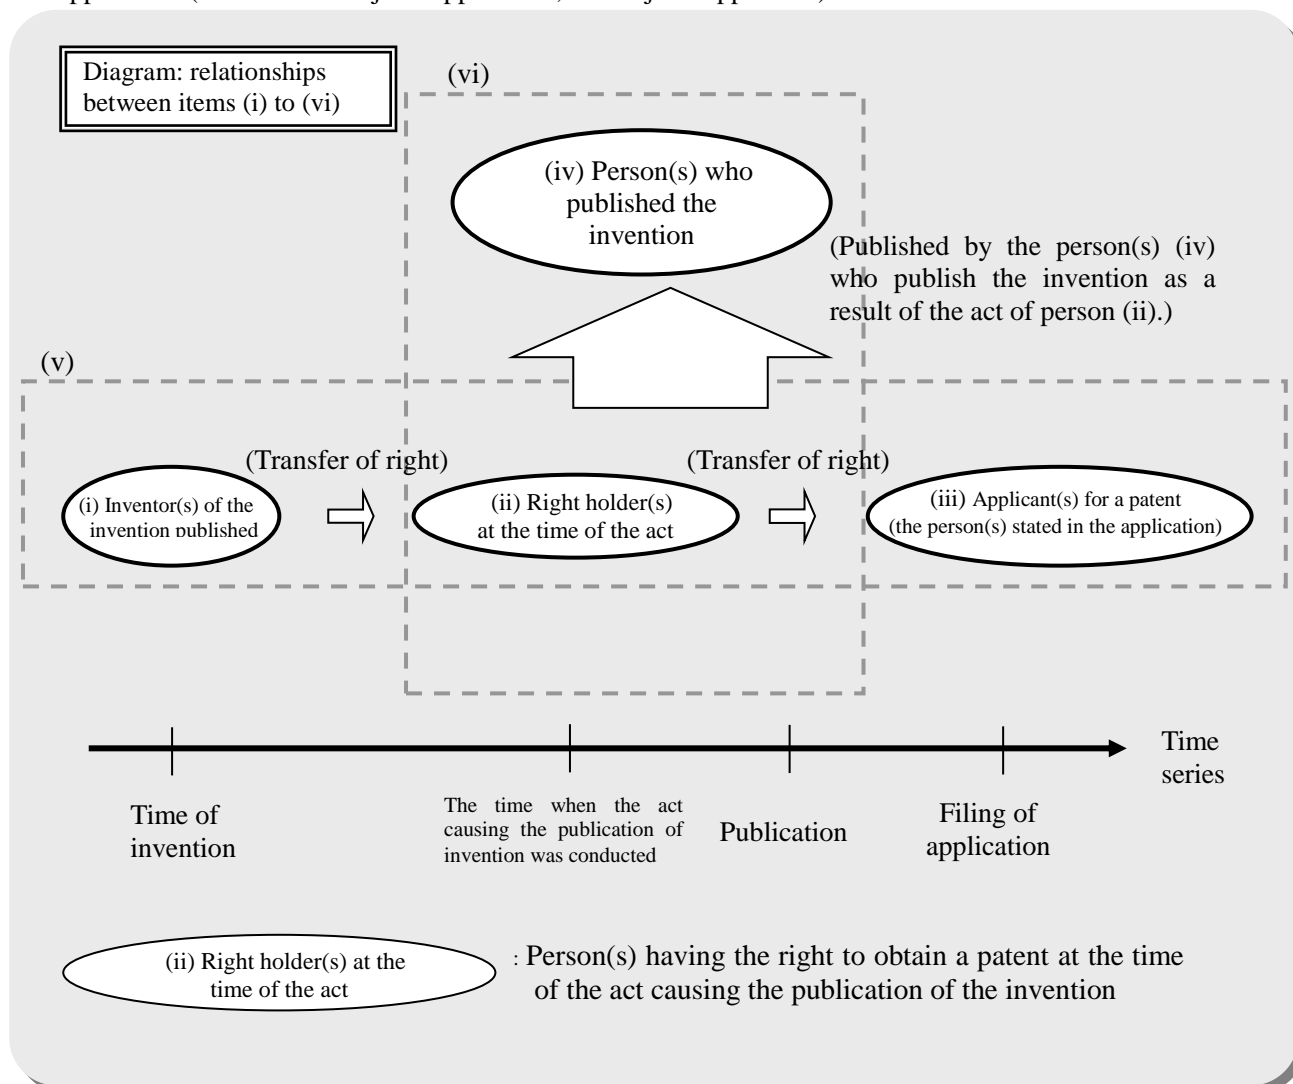 Diagram: relationships
between items (i) to (vi)
(vi)
(iv) Person(s) who
published the
invention
(Published by the person(s) (iv)
who publish the invention as a
result of the act of person (ii).)
(v)
(Transfer of right)
(Transfer of right)
(i) Inventor(s) of the
invention published
(ii) Right holder(s)
at the time of the act
(iii) Applicant(s) for a patent
(the person(s) stated in the application)
Time
series
Time of
invention
The time when the act
causing the publication of
invention was conducted
Publication
Filing of
application
(ii) Right holder(s) at the
time of the act
: Person(s) having the right to obtain a patent at the time
of the act causing the publication of the invention